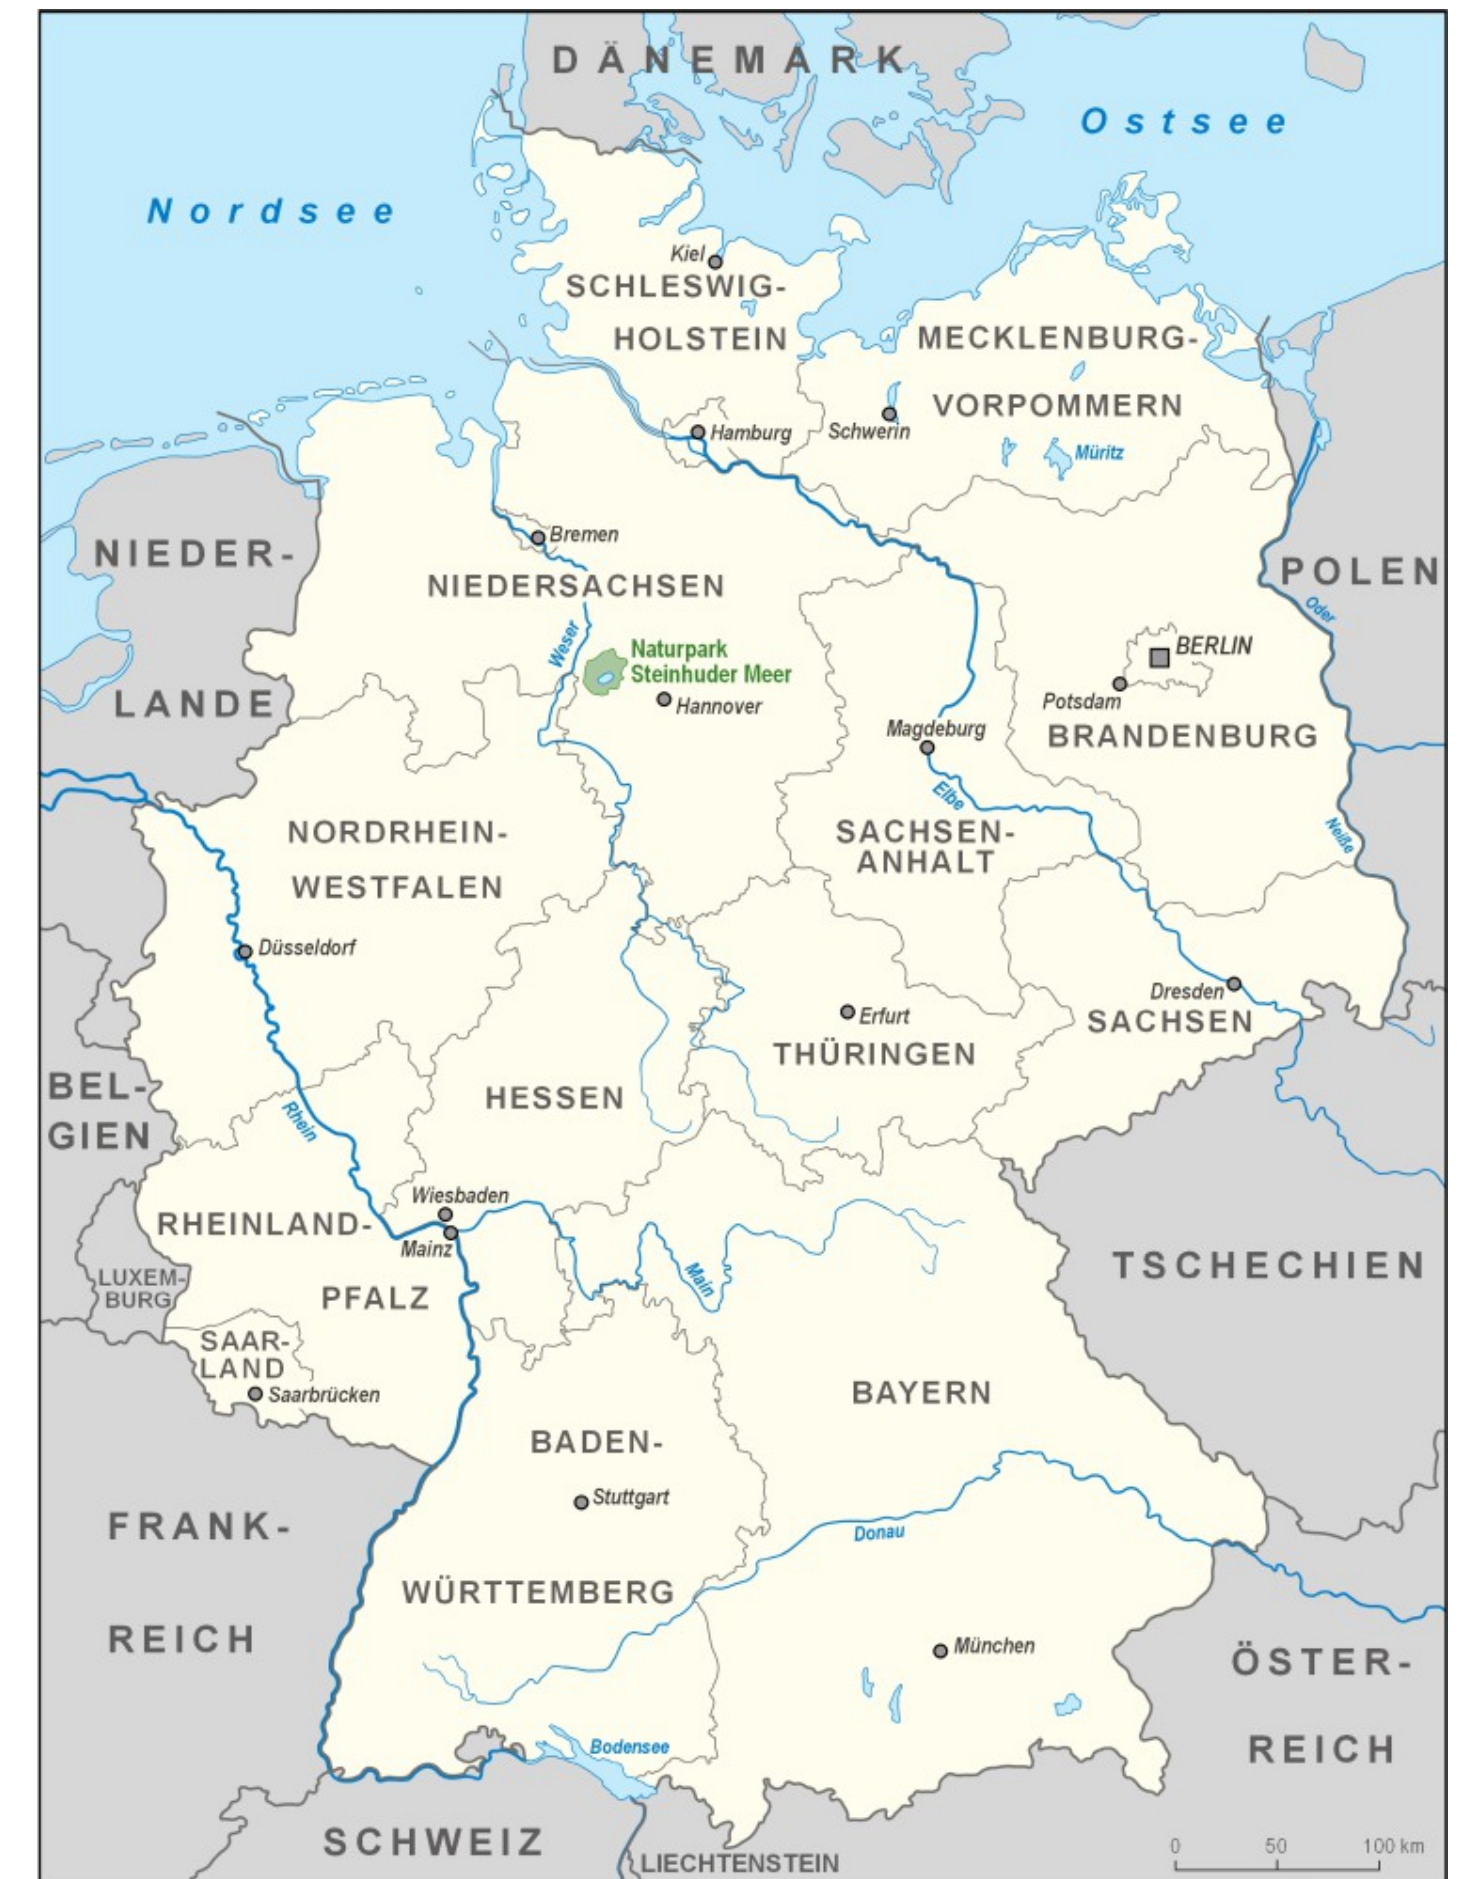 DÄNEMARK
Ostsee
Nordsee
Kiel
SCHLESWIG-
HOLSTEIN
MECKLENBURG-
VORPOMMERN
Hamburg
Schwerin
Müritz
Bremen
NIEDER-
LANDE
NIEDERSACHSEN
POLEN
Oder
Weser
Naturpark
Steinhuder Meer
Hannover
BERLIN
Potsdam
BRANDENBURG
Magdeburg
Elbe
Neiße
NORDRHEIN-
WESTFALEN
SACHSEN-
ANHALT
Düsseldorf
Dresden
SACHSEN
Erfurt
THÜRINGEN
BEL-
GIEN
HESSEN
Rhein
Wiesbaden
Mainz
RHEINLAND-
PFALZ
LUXEM-
BURG
Main
TSCHECHIEN
SAAR-
LAND
Saarbrücken
BAYERN
BADEN-
WÜRTTEMBERG
Stuttgart
FRANK-
REICH
Donau
München
ÖSTER-
REICH
Bodensee
SCHWEIZ
LIECHTENSTEIN
0 50 100 km